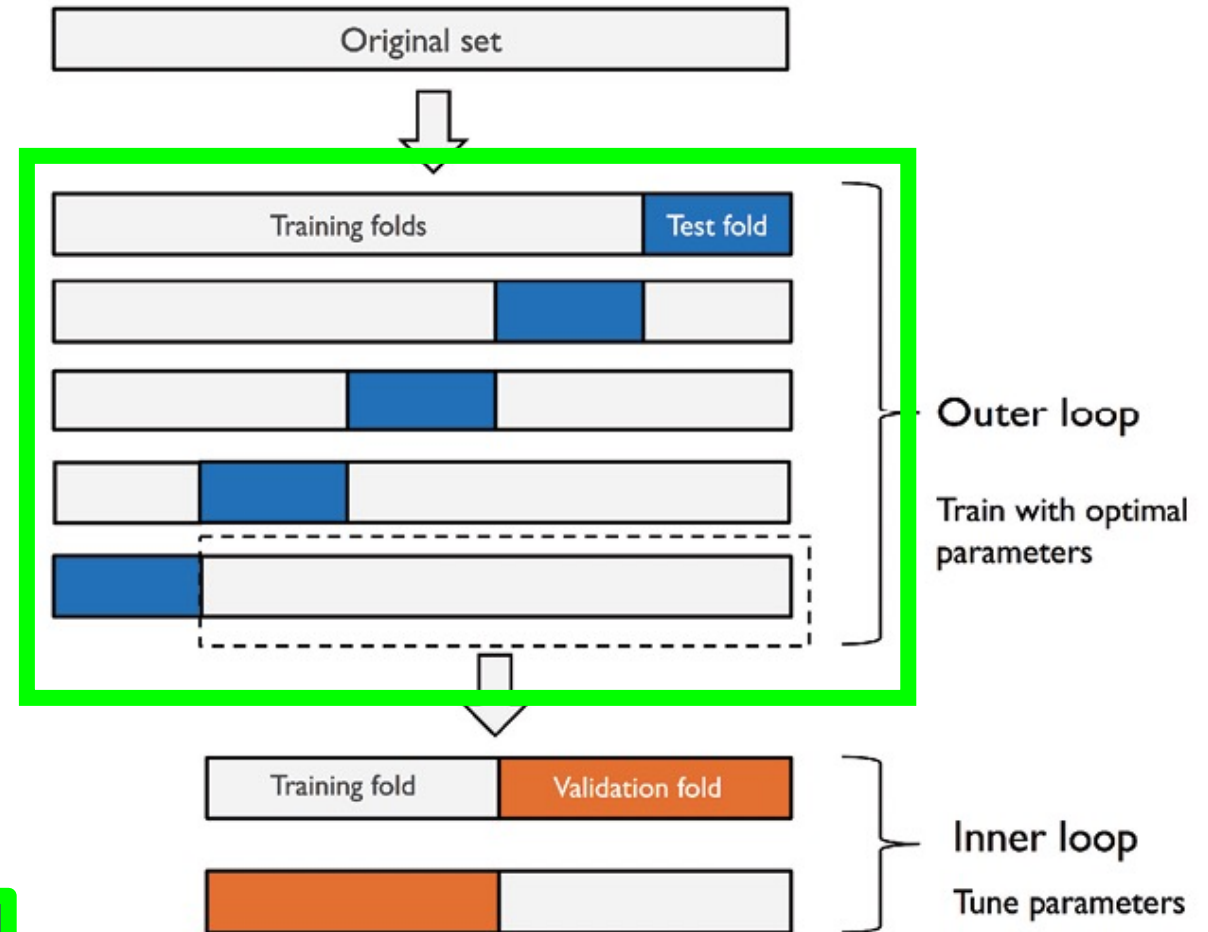 Original set
Training folds
Test fold
Outer loop
Train with optimal
parameters
Training fold
Validation fold
Inner loop
Tune parameters